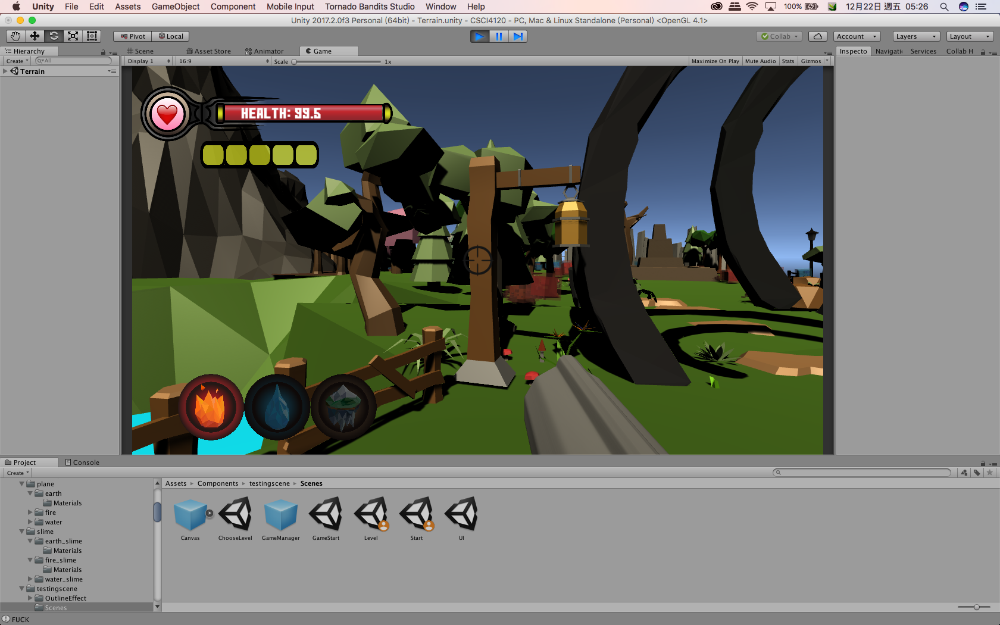 Unity File Edit Assets GameObject Component Mobile Input Tornado Bandits Studio Window Help 100% 12月22日 週五 05:26
Unity 2017.2.0f3 Personal (64bit) - Terrain.unity - CSCI4120 - PC, Mac & Linux Standalone (Personal) <OpenGL 4.1>
Pivot Local Collab Account Layers Layout
Hierarchy Scene Asset Store Animator Game Inspecto Navigati Services Collab H
Create All Display 1 16:9 Scale 1x Maximize On Play Mute Audio Stats Gizmos
Terrain
HEALTH: 99.5
Project Console
Create
plane
earth
Materials
fire
water
slime
earth_slime
Materials
fire_slime
Materials
water_slime
testingscene
OutlineEffect
Scenes
Assets Components testingscene Scenes
Canvas ChooseLevel GameManager GameStart Level Start UI
FUCK